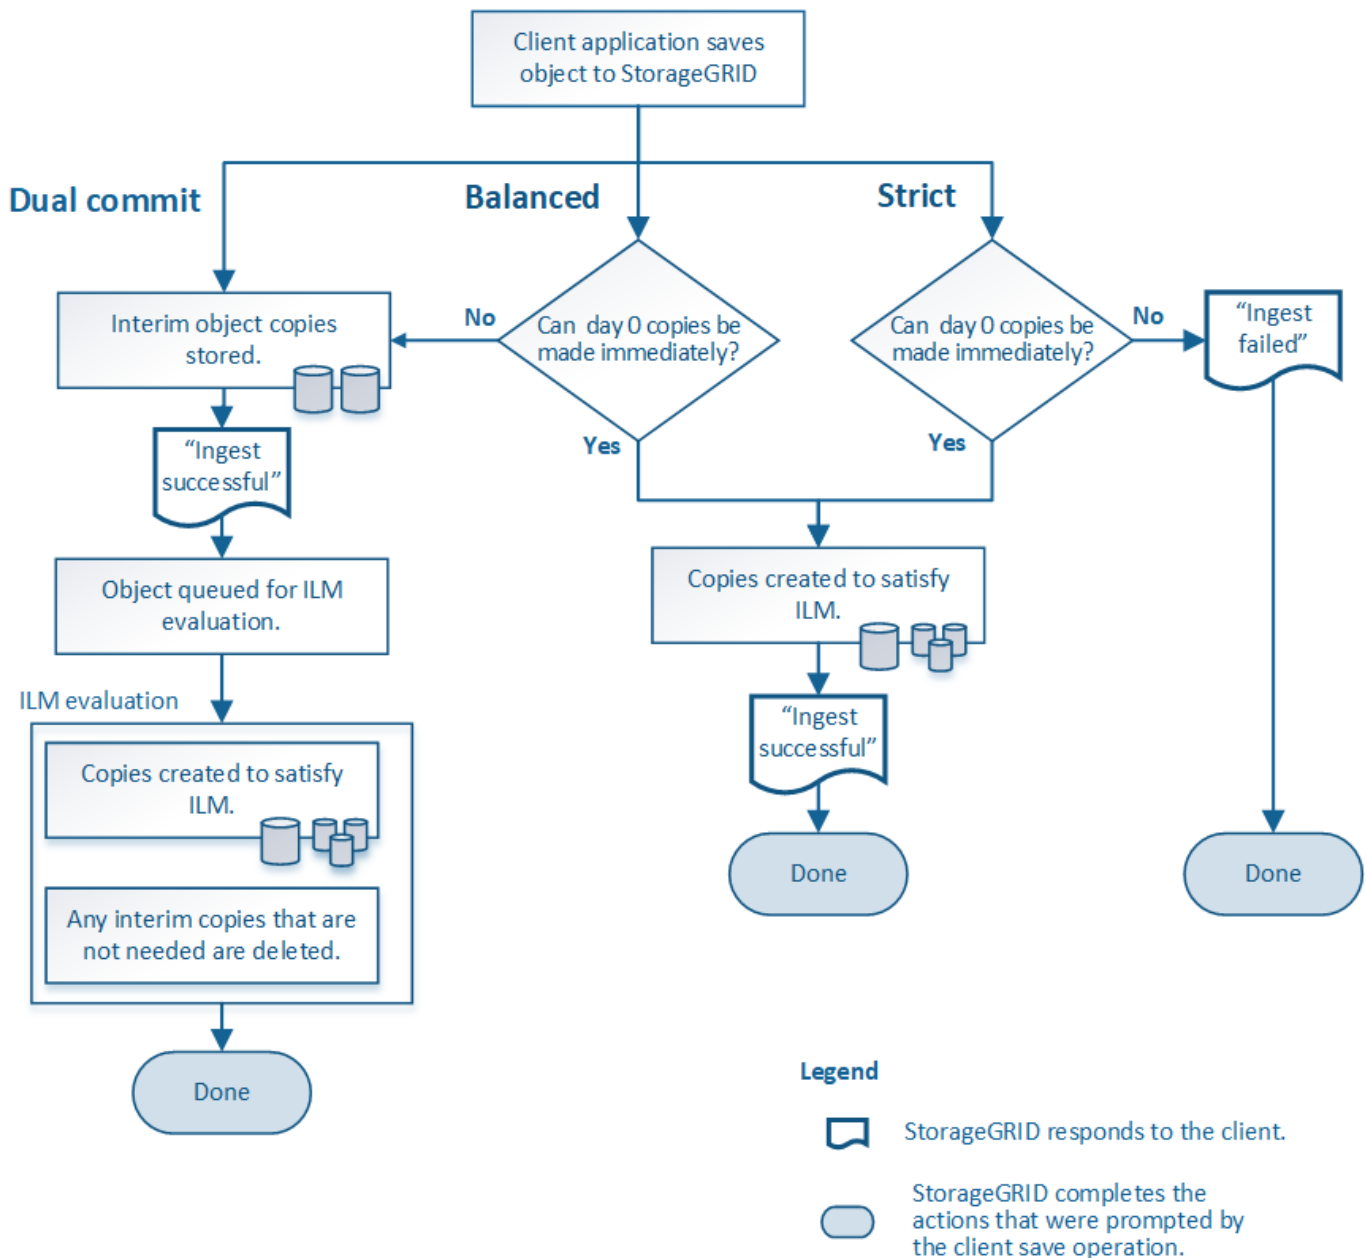 Client application saves
object to StorageGRID
Dual commit
Balanced
Strict
Interim object copies
stored.
No
Can day 0 copies be
made immediately?
Yes
Can day 0 copies be
made immediately?
No
Yes
“Ingest
failed”
“Ingest
successful”
Object queued for ILM
evaluation.
Copies created to satisfy
ILM.
ILM evaluation
“Ingest
successful”
Copies created to satisfy
ILM.
Any interim copies that are
not needed are deleted.
Done
Done
Done
Legend
StorageGRID responds to the client.
StorageGRID completes the
actions that were prompted by
the client save operation.